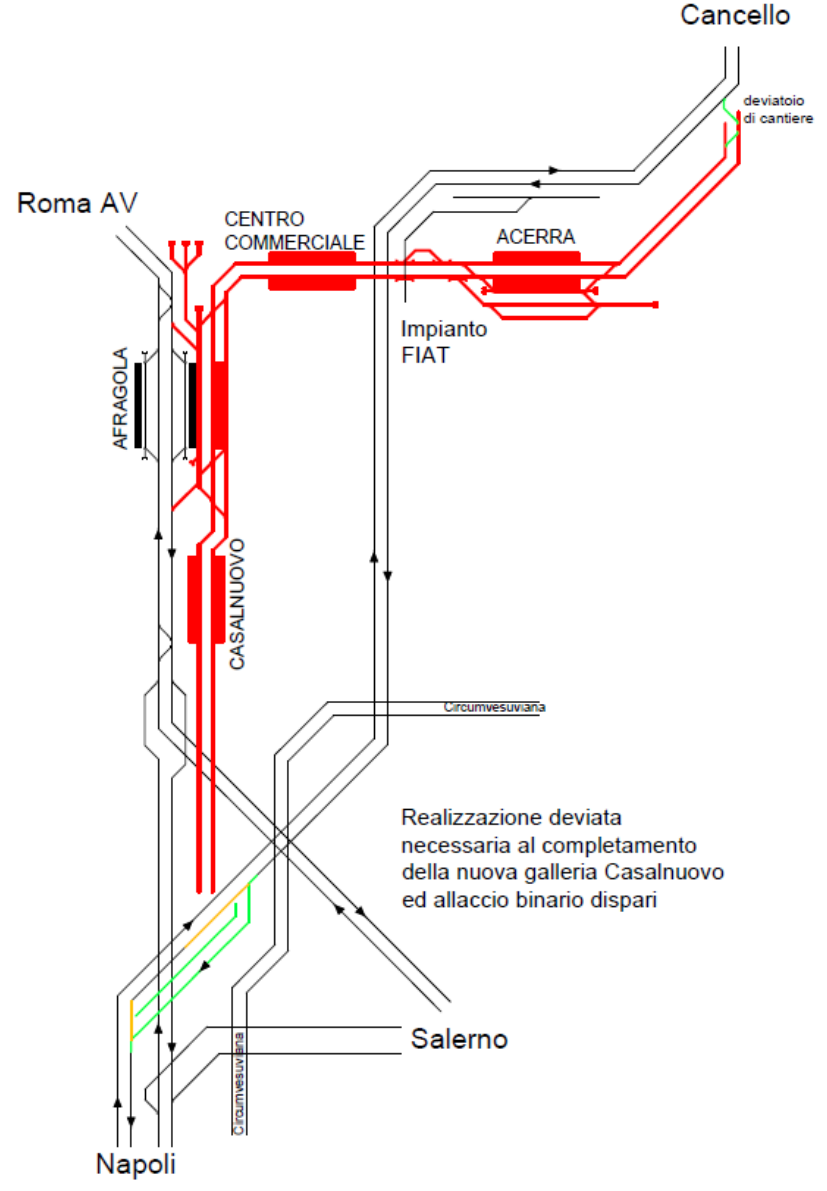 Cancello
deviatoio
di cantiere
Roma AV
CENTRO
COMMERCIALE
ACERRA
Impianto
FIAT
AFRAGOLA
CASALNUOVO
Circumvesuviana
Realizzazione deviata
necessaria al completamento
della nuova galleria Casalnuovo
ed allaccio binario dispari
Salerno
Circumvesuviana
Napoli